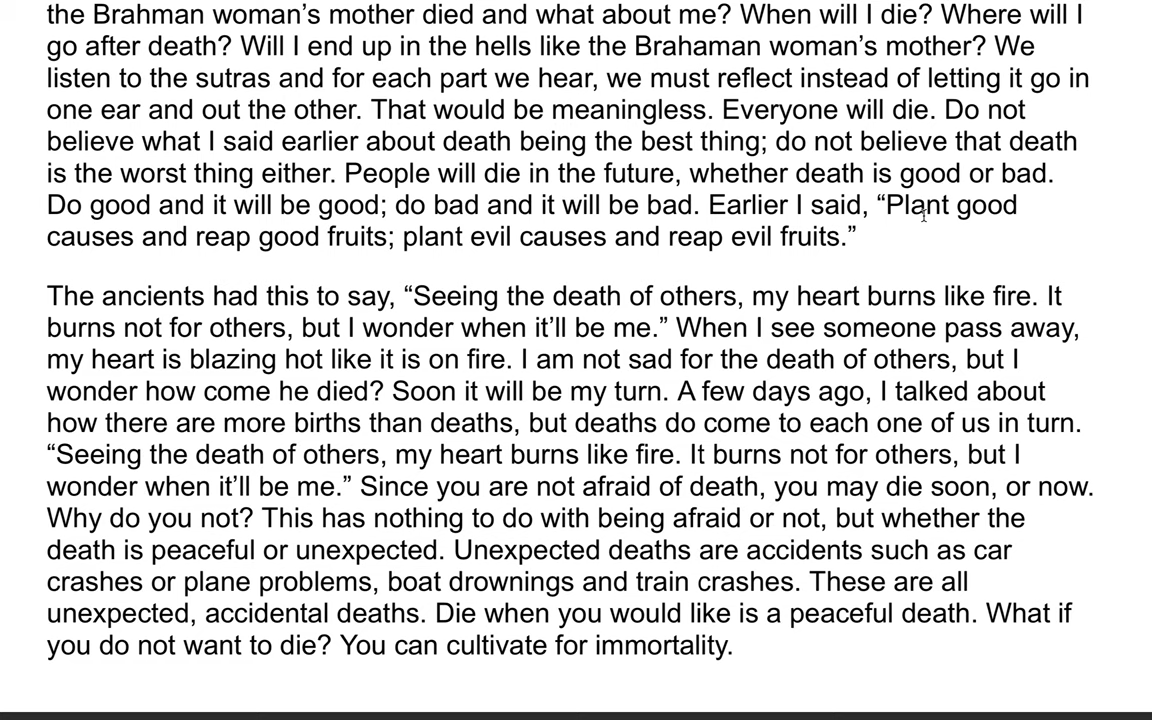 the Brahman woman’s mother died and what about me? When will I die? Where will I
go after death? Will I end up in the hells like the Brahaman woman’s mother? We
listen to the sutras and for each part we hear, we must reflect instead of letting it go in
one ear and out the other. That would be meaningless. Everyone will die. Do not
believe what I said earlier about death being the best thing; do not believe that death
is the worst thing either. People will die in the future, whether death is good or bad.
Do good and it will be good; do bad and it will be bad. Earlier I said, “Plant good
causes and reap good fruits; plant evil causes and reap evil fruits.”
The ancients had this to say, “Seeing the death of others, my heart burns like fire. It
burns not for others, but I wonder when it’ll be me.” When I see someone pass away,
my heart is blazing hot like it is on fire. I am not sad for the death of others, but I
wonder how come he died? Soon it will be my turn. A few days ago, I talked about
how there are more births than deaths, but deaths do come to each one of us in turn.
“Seeing the death of others, my heart burns like fire. It burns not for others, but I
wonder when it’ll be me.” Since you are not afraid of death, you may die soon, or now.
Why do you not? This has nothing to do with being afraid or not, but whether the
death is peaceful or unexpected. Unexpected deaths are accidents such as car
crashes or plane problems, boat drownings and train crashes. These are all
unexpected, accidental deaths. Die when you would like is a peaceful death. What if
you do not want to die? You can cultivate for immortality.